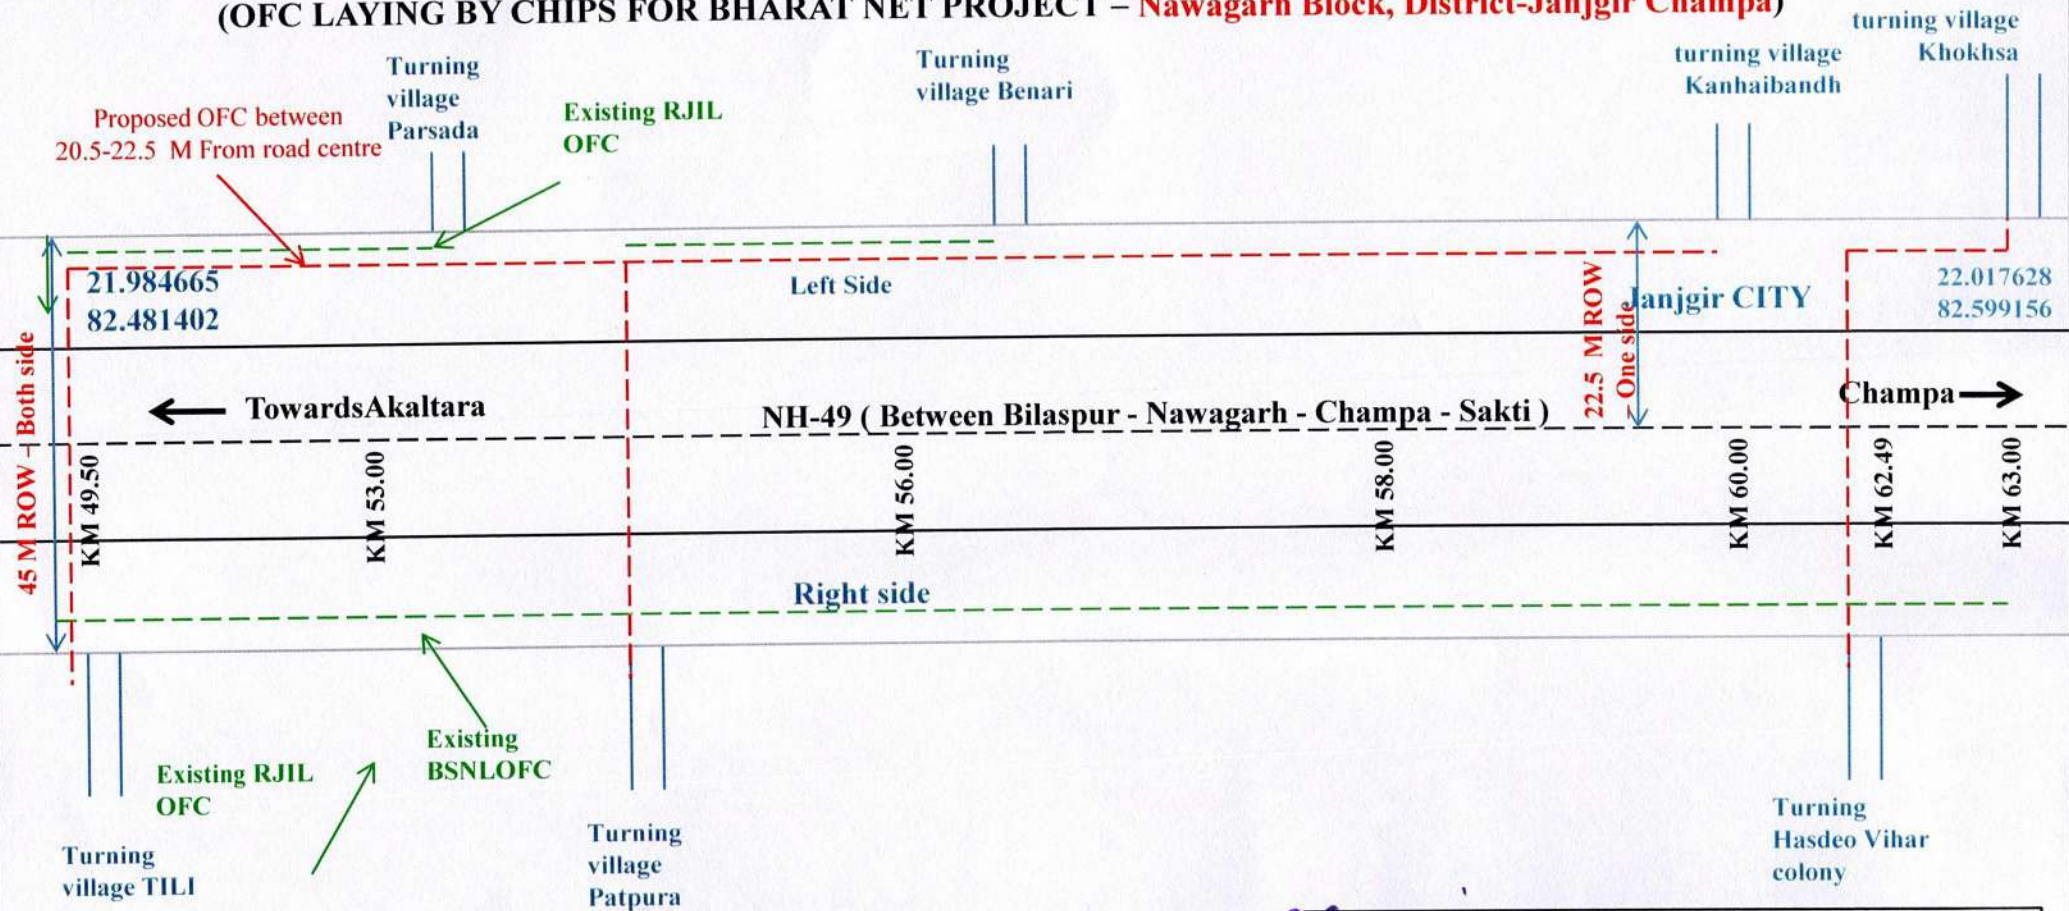 (OFC LAYING BY CHIPS FOR BHARAT NET PROJECT – Nawagarh Block, District-Janjgir Champa)
turning village
Khokhsa
turning village
Kanhaibandh
Turning
village Benari
Turning
village
Parsada
Existing RJIL
OFC
Proposed OFC between
20.5-22.5 M From road centre
21.984665
82.481402
Left Side
22.5 M ROW
– One side
Janjgir CITY
22.017628
82.599156
45 M ROW – Both side
TowardsAkaltara
NH-49 ( Between Bilaspur - Nawagarh - Champa - Sakti )
Champa
KM 49.50
KM 53.00
KM 56.00
KM 58.00
KM 60.00
KM 62.49
KM 63.00
Right side
Existing
BSNLOFC
Existing RJIL
OFC
Turning
village TILI
Turning
village
Patpura
Turning
Hasdeo Vihar
colony